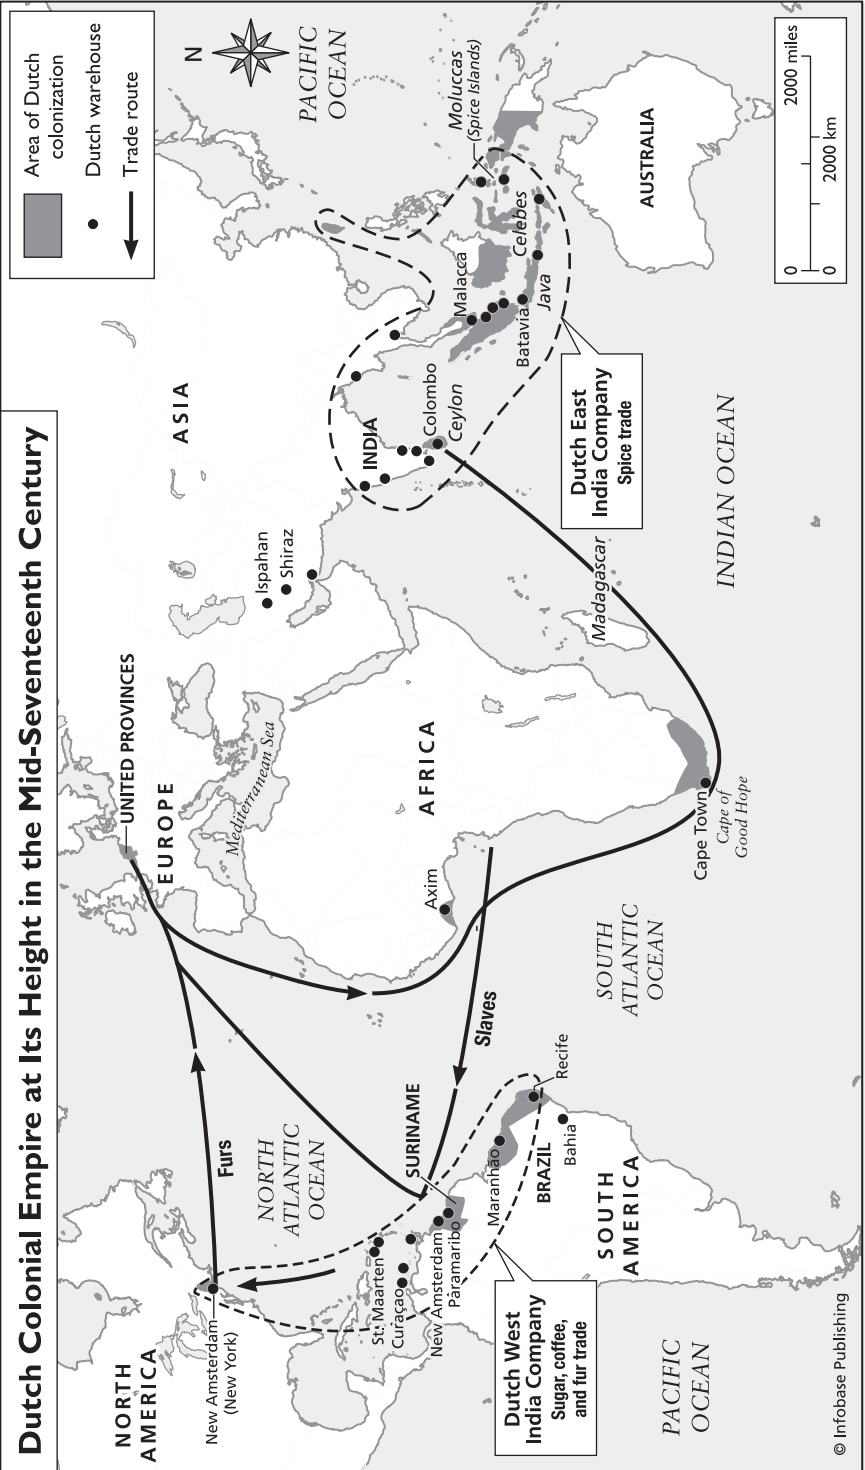 Dutch Colonial Empire at Its Height in the Mid-Seventeenth Century
Area of Dutch
colonization
Dutch warehouse
Trade route
N
PACIFIC
OCEAN
NORTH
AMERICA
New Amsterdam
(New York)
Furs
NORTH
ATLANTIC
OCEAN
UNITED PROVINCES
EUROPE
Mediterranean Sea
ASIA
Ispahan
Shiraz
INDIA
Colombo
Ceylon
Malacca
Batavia
Java
Celebes
Moluccas
(Spice Islands)
AUSTRALIA
AFRICA
Axim
Slaves
SURINAME
St. Maarten
Curaçao
New Amsterdam
Páramaribo
Maranhão
Recife
BRAZIL
Bahia
SOUTH
AMERICA
SOUTH
ATLANTIC
OCEAN
Cape Town
Cape of
Good Hope
Madagascar
INDIAN OCEAN
Dutch East
India Company
Spice trade
Dutch West
India Company
Sugar, coffee,
and fur trade
PACIFIC
OCEAN
0 2000 miles
0 2000 km
© Infobase Publishing